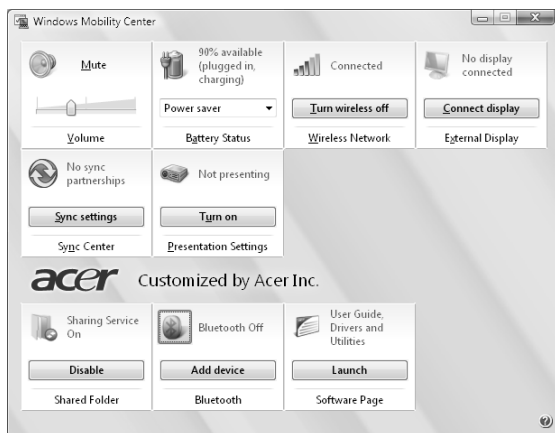 Windows Mobility Center
Mute
Volume
90% available
(plugged in,
charging)
Power saver
Battery Status
Connected
Turn wireless off
Wireless Network
No display
connected
Connect display
External Display
No sync
partnerships
Sync settings
Sync Center
Not presenting
Turn on
Presentation Settings
acer Customized by Acer Inc.
Sharing Service
On
Disable
Shared Folder
Bluetooth Off
Add device
Bluetooth
User Guide,
Drivers and
Utilities
Launch
Software Page
?